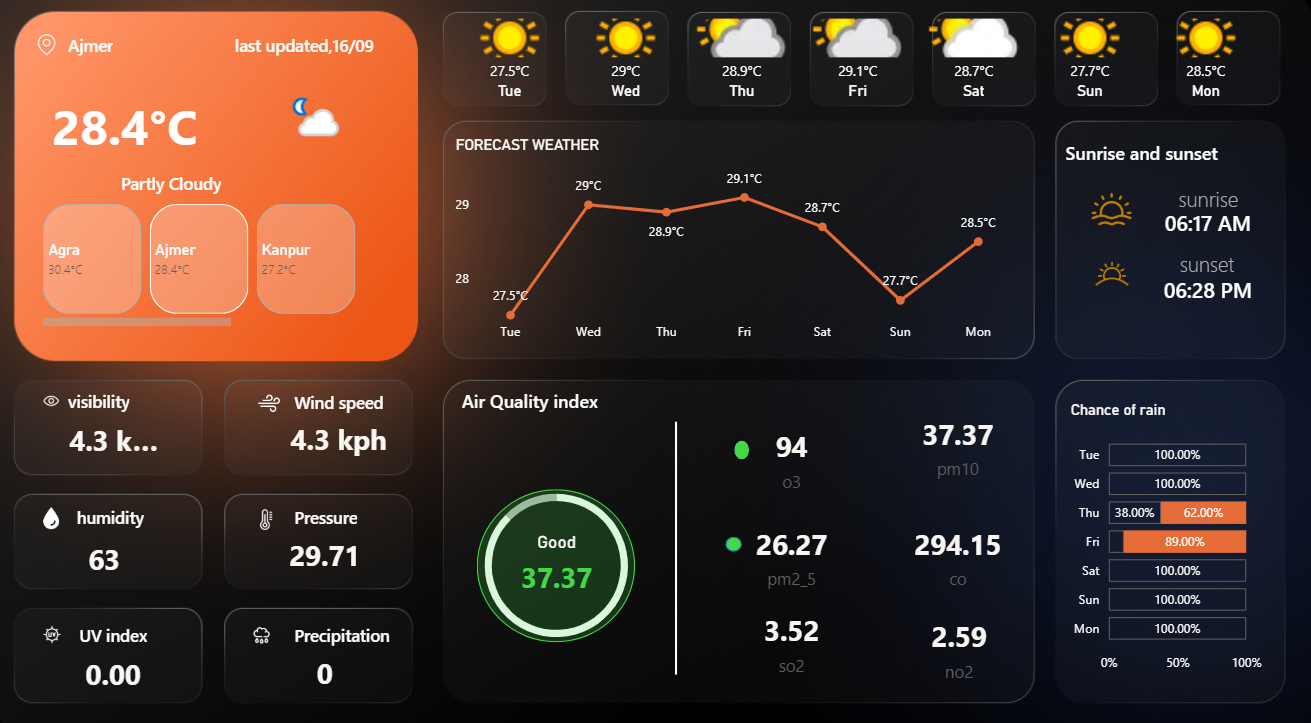 Ajmer
last updated,16/09
28.4°C
Partly Cloudy
Agra
30.4°C
Ajmer
28.4°C
Kanpur
27.2°C
27.5°C
Tue
29°C
Wed
28.9°C
Thu
29.1°C
Fri
28.7°C
Sat
27.7°C
Sun
28.5°C
Mon
FORECAST WEATHER
29
28
27.5°C
29°C
28.9°C
29.1°C
28.7°C
27.7°C
28.5°C
Tue Wed Thu Fri Sat Sun Mon
Sunrise and sunset
sunrise
06:17 AM
sunset
06:28 PM
visibility
4.3 k...
Wind speed
4.3 kph
humidity
63
Pressure
29.71
UV
UV index
0.00
Precipitation
0
Air Quality index
Good
37.37
94
o3
37.37
pm10
26.27
pm2_5
294.15
co
3.52
so2
2.59
no2
Chance of rain
Tue 100.00%
Wed 100.00%
Thu 38.00% 62.00%
Fri 89.00%
Sat 100.00%
Sun 100.00%
Mon 100.00%
0% 50% 100%